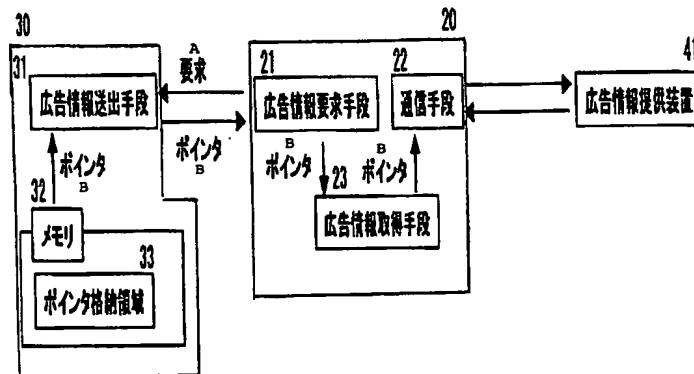 30
31
広告情報送出手段
A
要求
ポインタ
B
ポインタ
B
32
メモリ
33
ポインタ格納領域
20
21
広告情報要求手段
22
通信手段
B
ポインタ
B
ポインタ
23
広告情報取得手段
41
広告情報提供装置